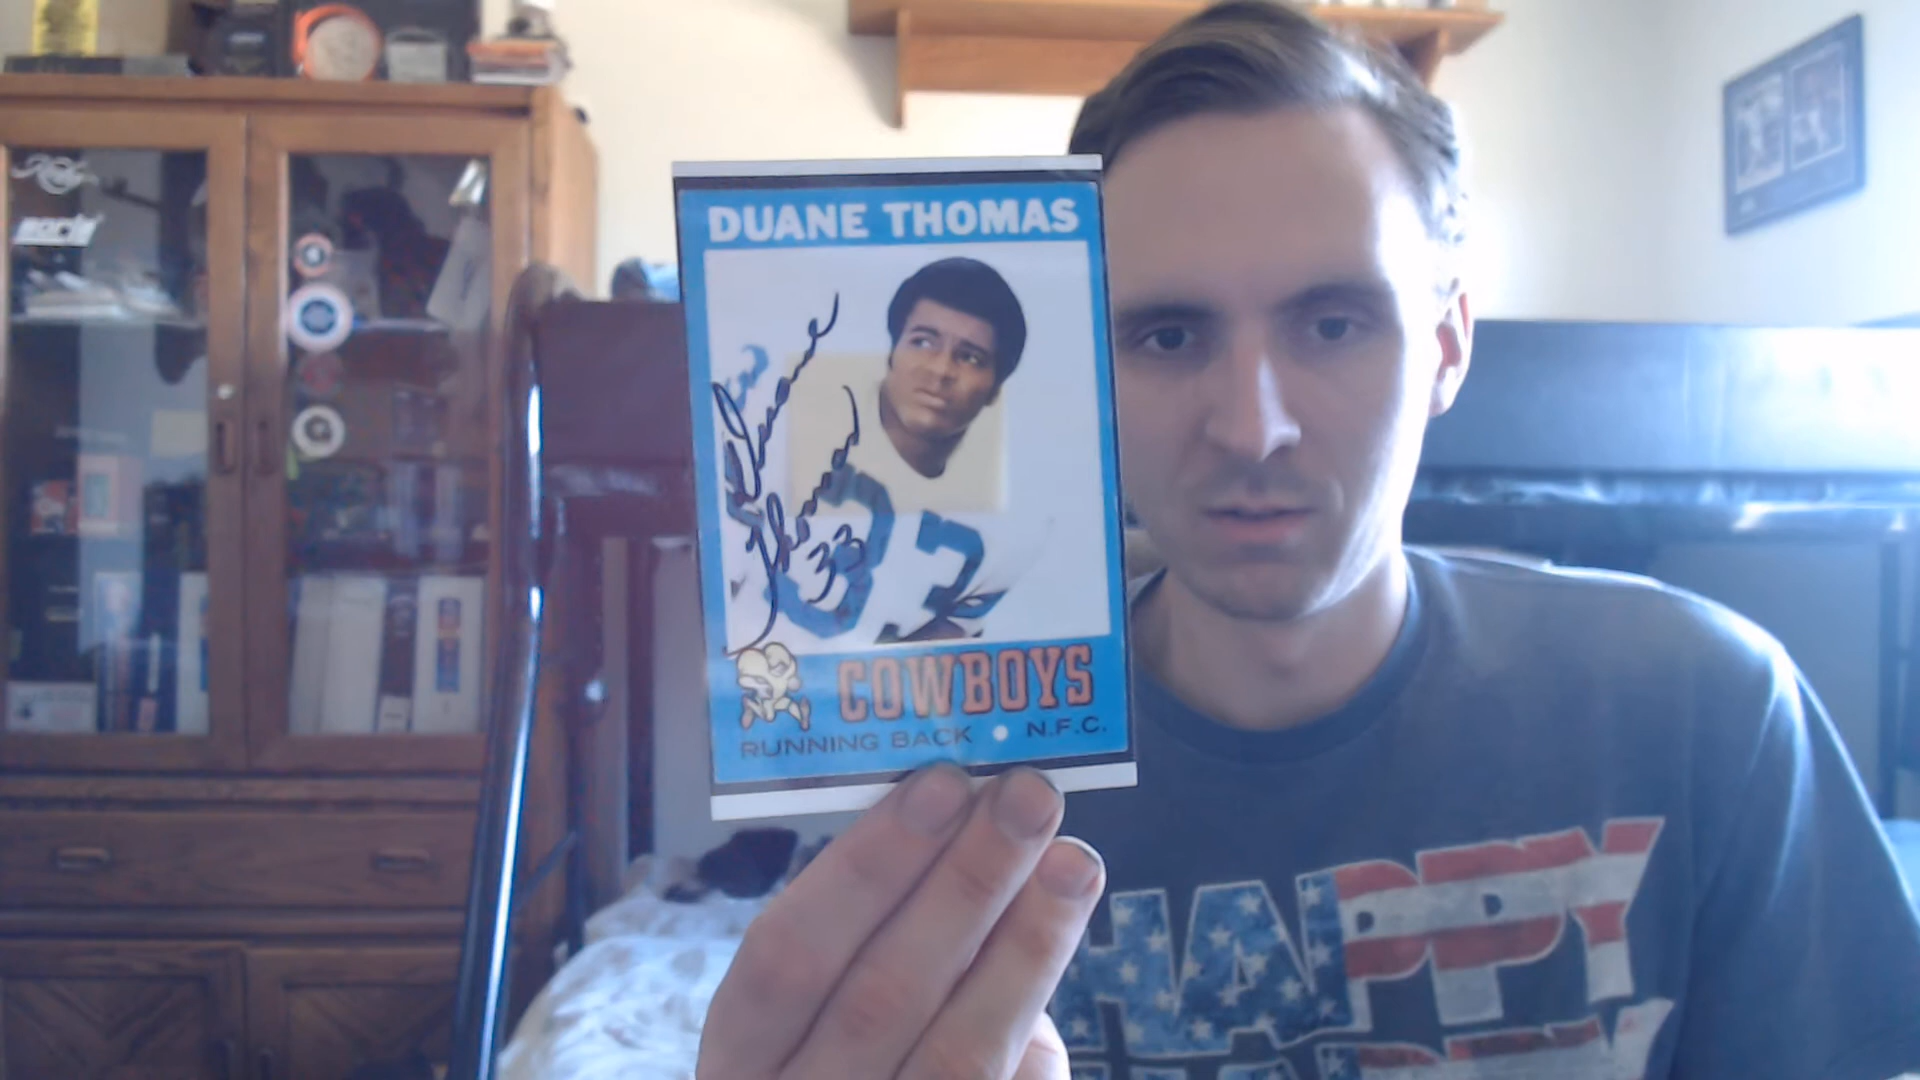 DUANE THOMAS
Duane
Thomas
33
COWBOYS
RUNNING BACK • N.F.C.
HAPPY